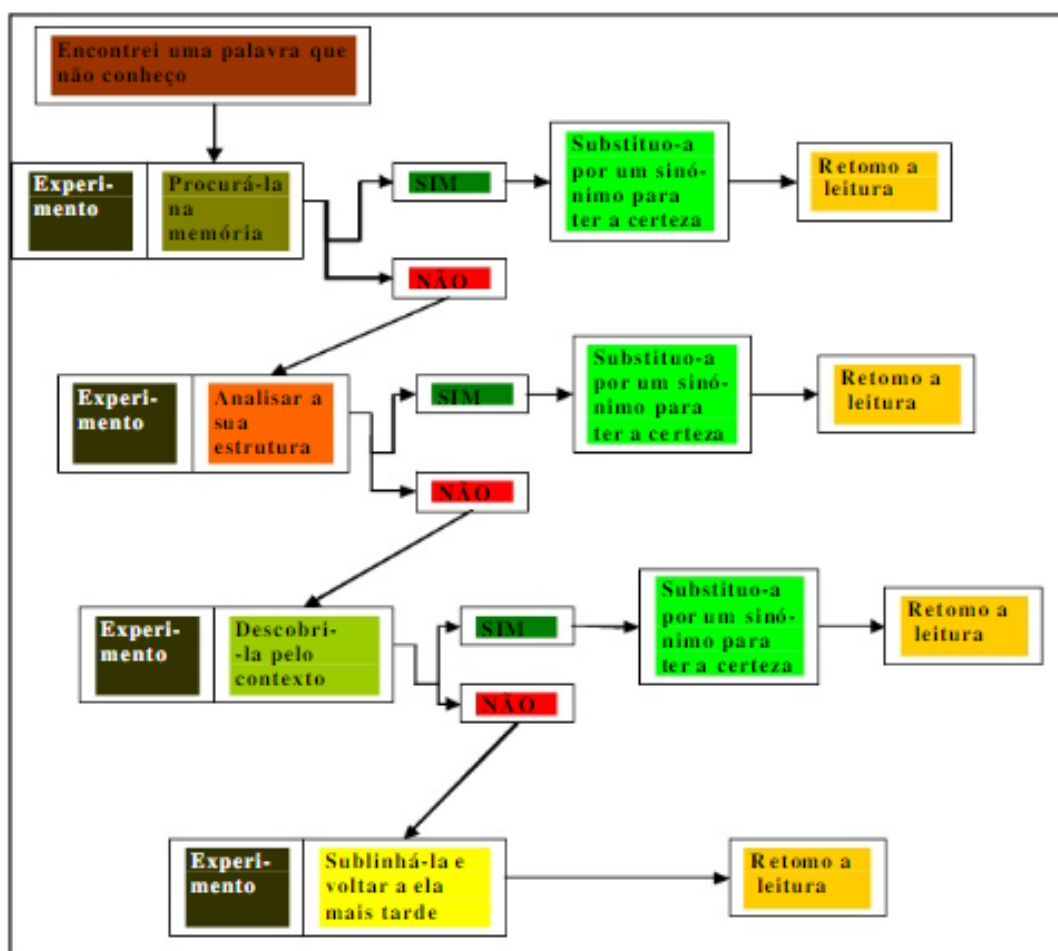 Encontrei uma palavra que
não conheço
Experi-
mento
Procurá-la
na
memória
SIM
Substituo-a
por um sinó-
nimo para
ter a certeza
Retomo a
leitura
NÃO
Experi-
mento
Analisar a
sua
estrutura
SIM
Substituo-a
por um sinó-
nimo para
ter a certeza
Retomo a
leitura
NÃO
Experi-
mento
Descobri-
-la pelo
contexto
SIM
Substituo-a
por um sinó-
nimo para
ter a certeza
Retomo a
leitura
NÃO
Experi-
mento
Sublinhá-la e
voltar a ela
mais tarde
Retomo a
leitura